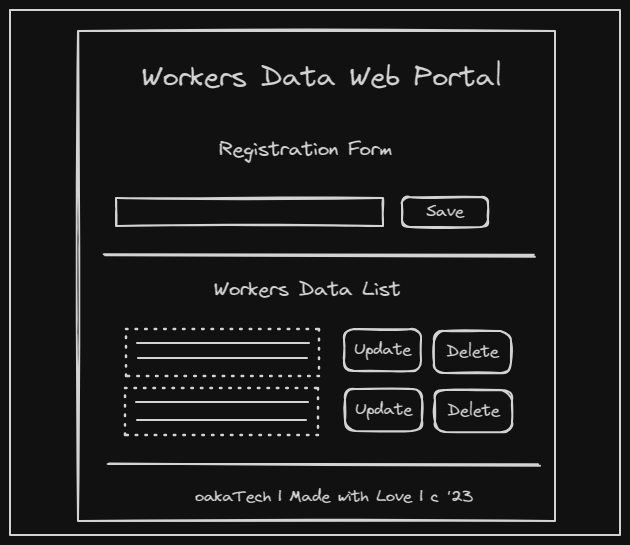 Workers Data Web Portal
Registration Form
Save
Workers Data List
Update Delete
Update Delete
oakaTech | Made with Love | c '23